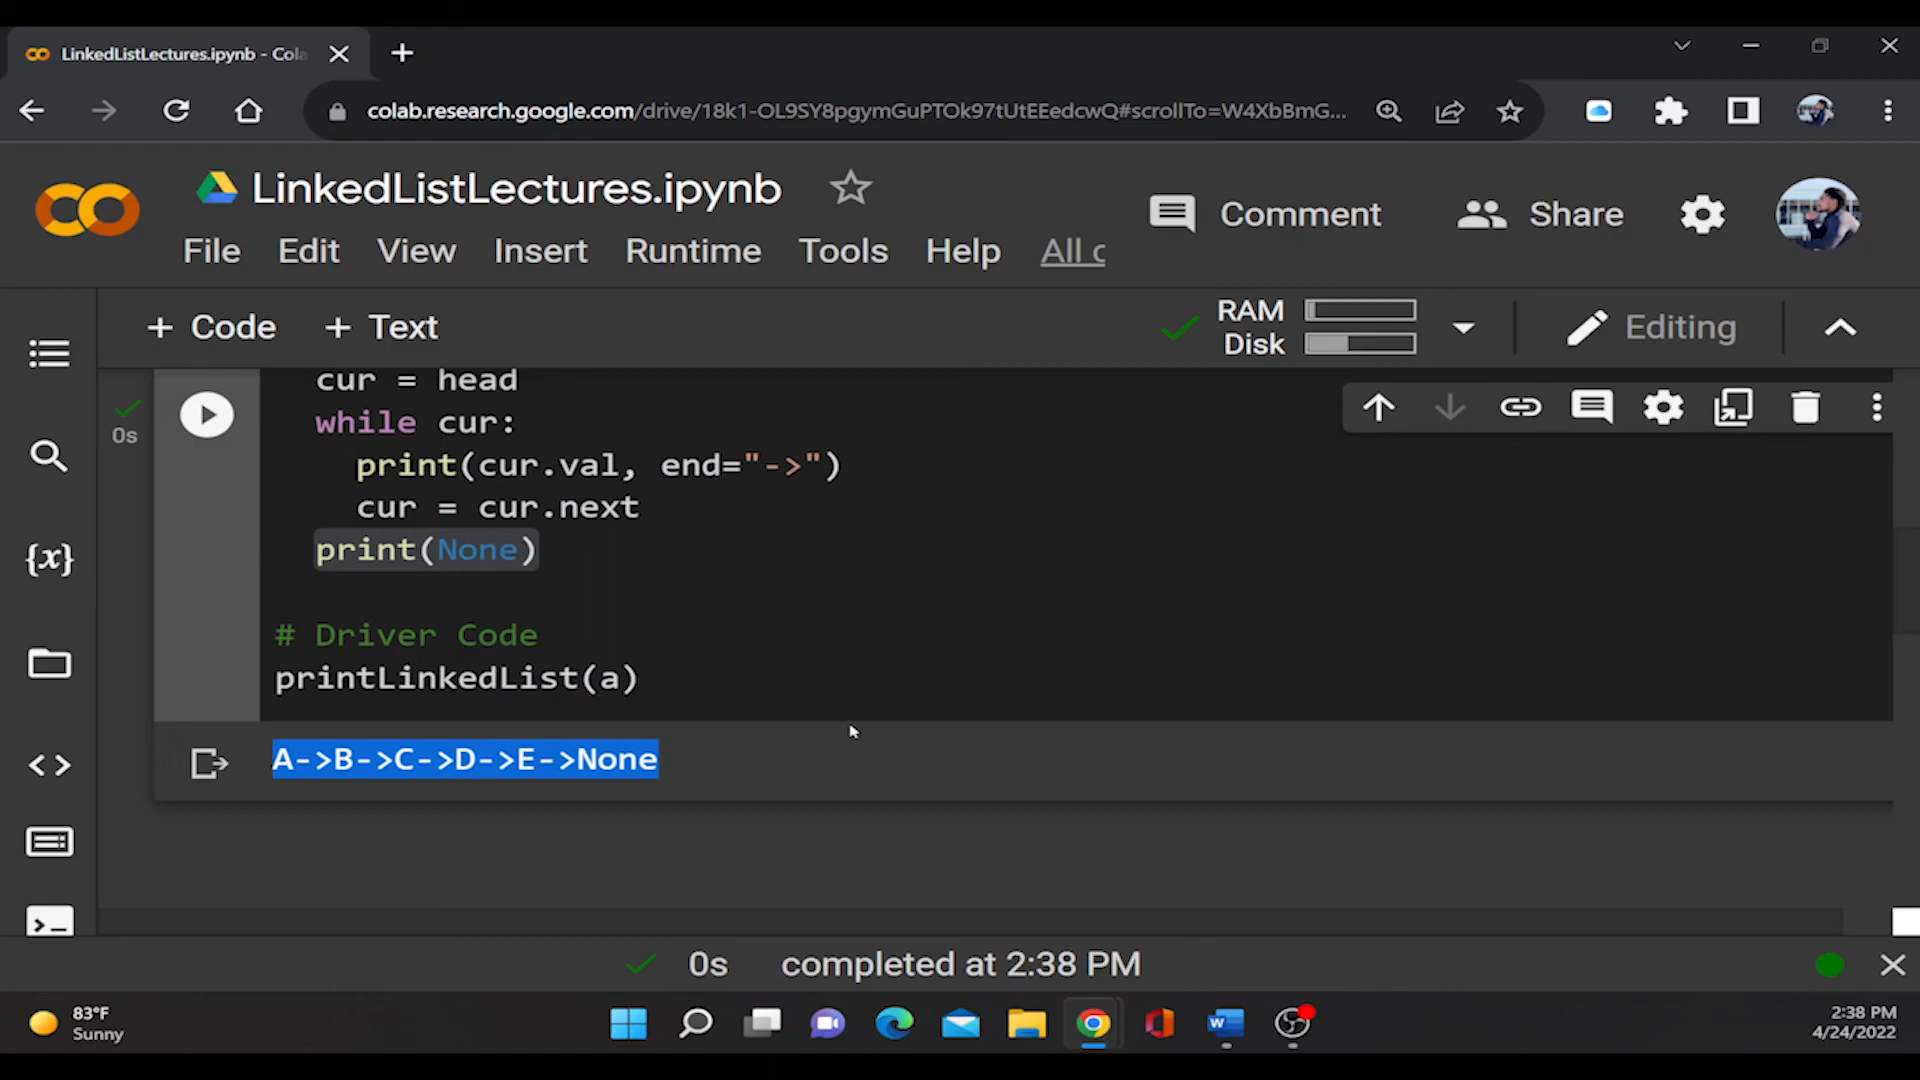 LinkedListLectures.ipynb - Cola
colab.research.google.com/drive/18k1-OL9SY8pgymGuPTOk97tUtEEedcwQ#scrollTo=W4XbBmG...
LinkedListLectures.ipynb
Comment
Share
File Edit View Insert Runtime Tools Help All c
+ Code + Text
RAM
Disk
Editing
cur = head
while cur:
print(cur.val, end="->")
cur = cur.next
print(None)
0s
# Driver Code
printLinkedList(a)
A->B->C->D->E->None
{x}
0s completed at 2:38 PM
83°F
Sunny
2:38 PM
4/24/2022